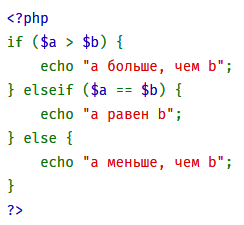 <?php
if ($a > $b) {
    echo "a больше, чем b";
} elseif ($a == $b) {
    echo "a равен b";
} else {
    echo "a меньше, чем b";
}
?>